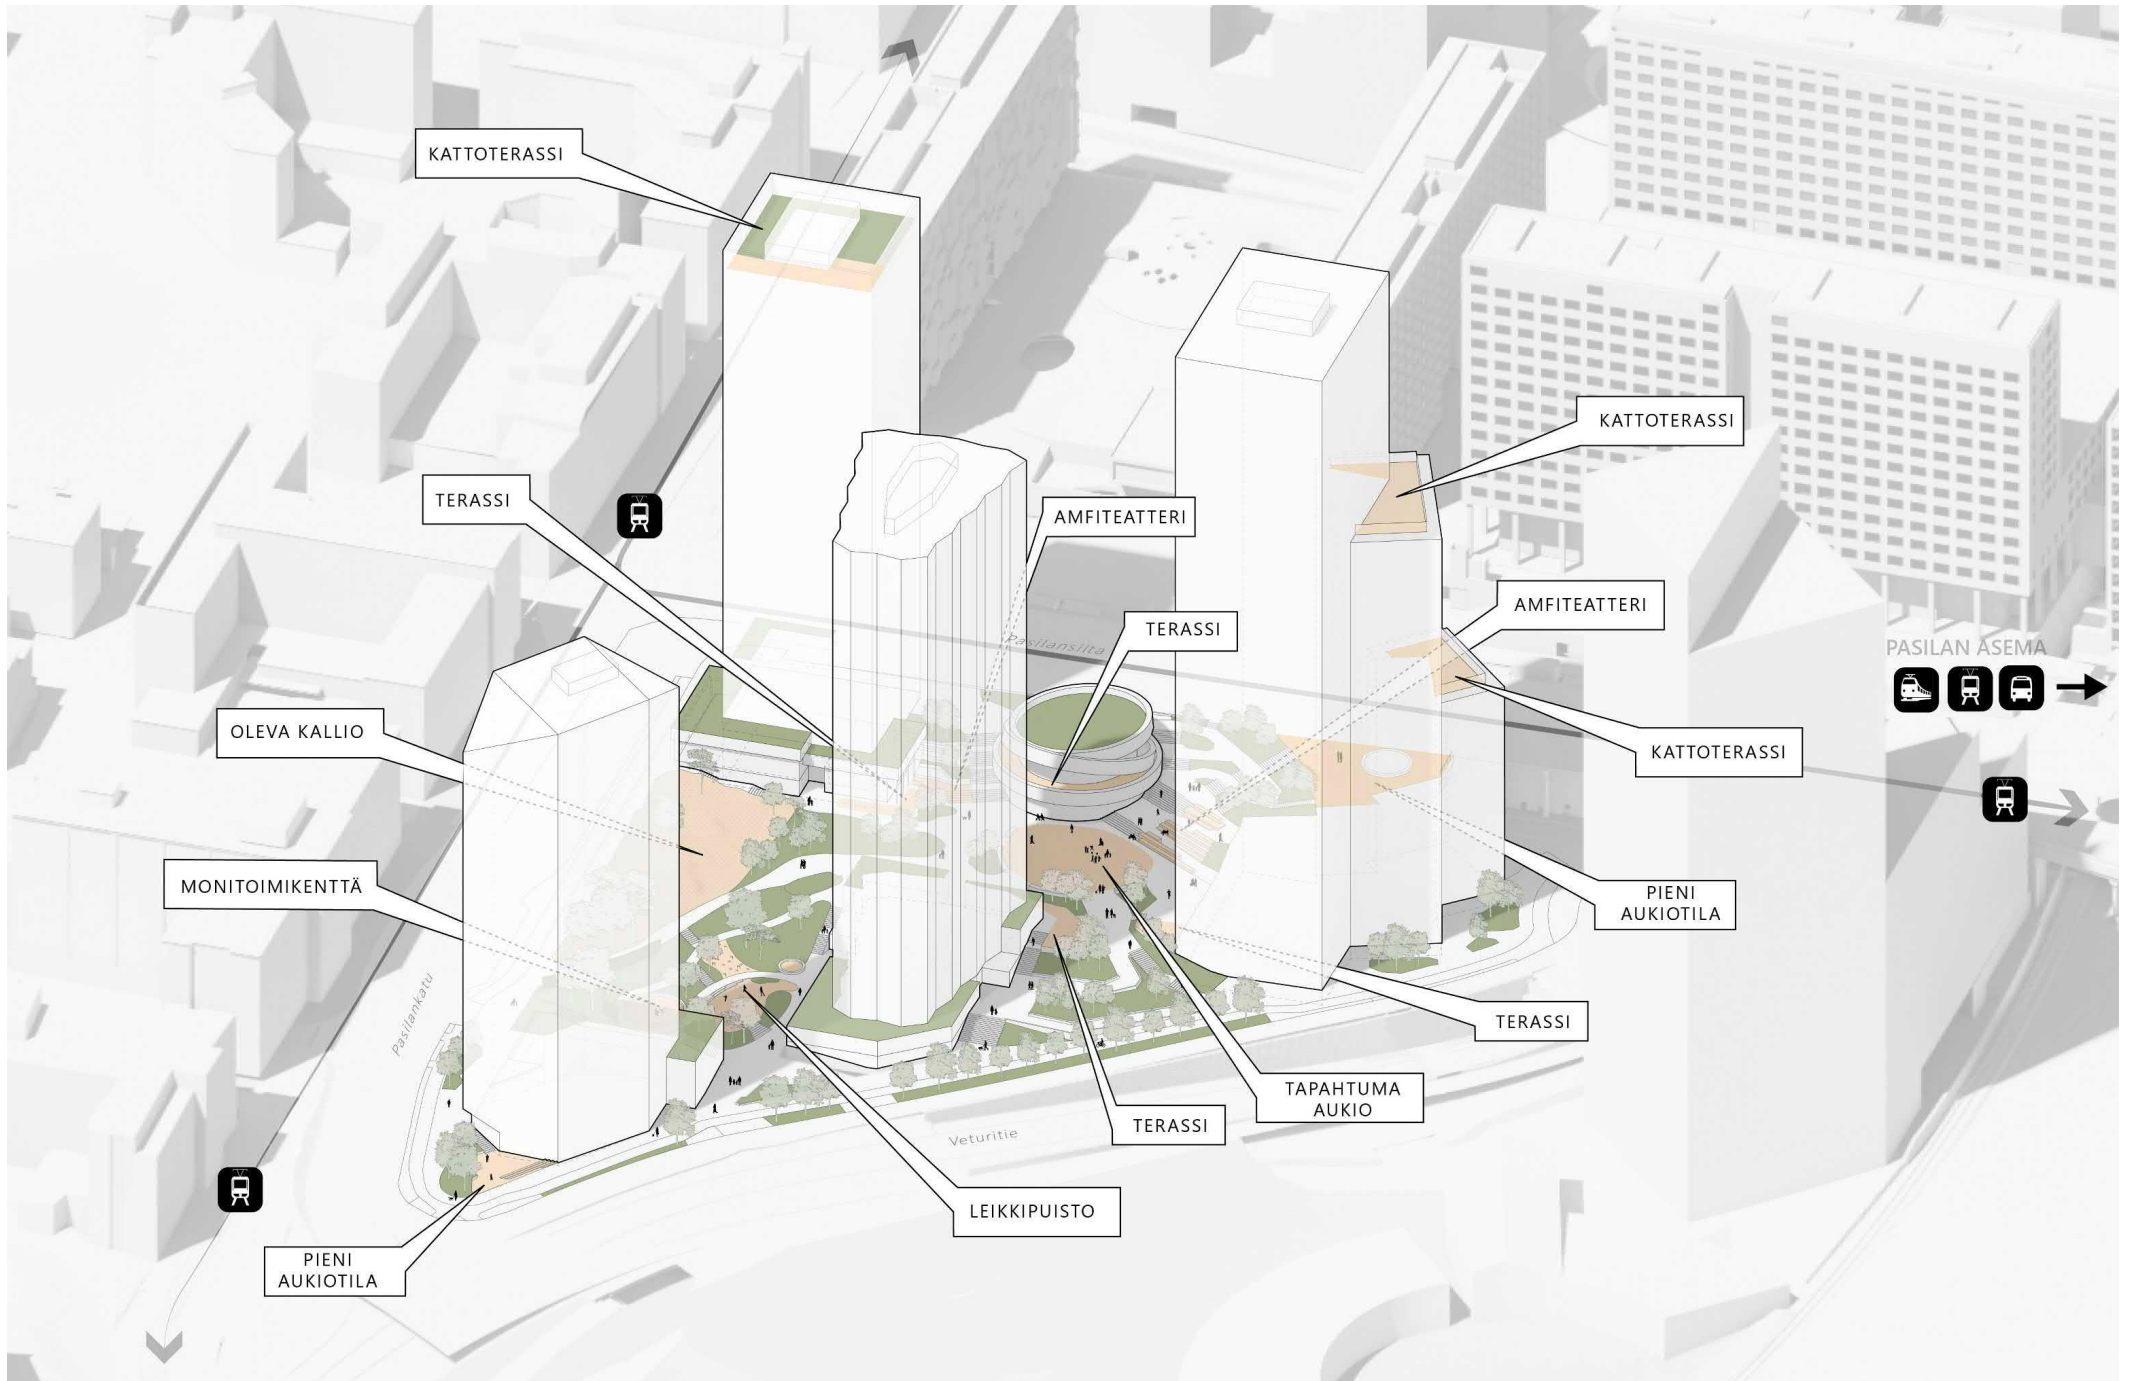 KATTOTERASSI
KATTOTERASSI
TERASSI
AMFITEATTERI
AMFITEATTERI
TERASSI
Pasilansilta
PASILAN ASEMA
OLEVA KALLIO
KATTOTERASSI
MONITOIMIKENTTÄ
PIENI
AUKIOTILA
Pasilankatu
TERASSI
TAPAHTUMA
AUKIO
TERASSI
Veturitie
LEIKKIPUISTO
PIENI
AUKIOTILA